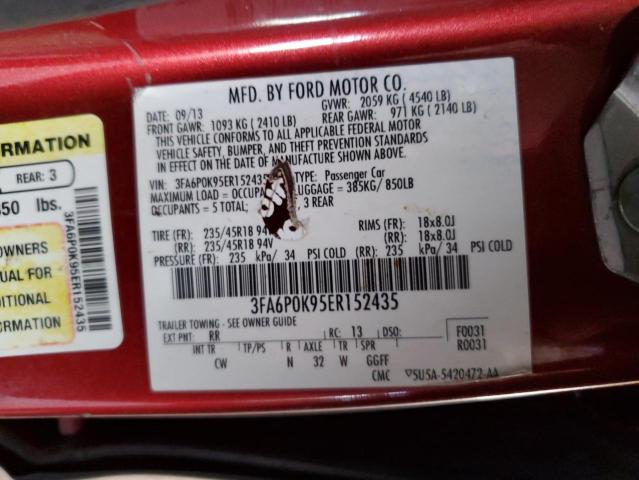 RMATION
REAR: 3
lbs.
OWNERS
FOR
INFORMATION
3FA6P0K95ER152435
MFD. BY FORD MOTOR CO.
DATE: 09/13 GVWR: 2059 KG (4540 LB)
FRONT GAWR: 1093 KG (2410 LB) REAR GAWR: 971 KG (2140 LB)
THIS VEHICLE CONFORMS TO ALL APPLICABLE FEDERAL MOTOR
VEHICLE SAFETY, BUMPER, AND THEFT PREVENTION STANDARDS
IN EFFECT ON THE DATE OF MANUFACTURE SHOWN ABOVE.
VIN: 3FA6P0K95ER152435 TYPE: Passenger Car
MAXIMUM LOAD = LUGGAGE = 385KG/850LB
OCCUPANTS = 5 TOTAL; 3 REAR
TIRE (FR): 235/45R18 94V RIMS (FR): 18x8.0J
(RR): 235/45R18 94V (RR): 18x8.0J
PRESSURE (FR): 235 kPa/ 34 PSI COLD (RR): 235 kPa/ 34 PSI COLD
3FA6P0K95ER152435
TRAILER TOWING - SEE OWNER GUIDE
EXT PNT: RR RC: 13 DSO: F0031
INT TR TP/PS R AXLE TR SPR R0031
CW N 32 W GGFF
CMC 5U5A-5420472-AA